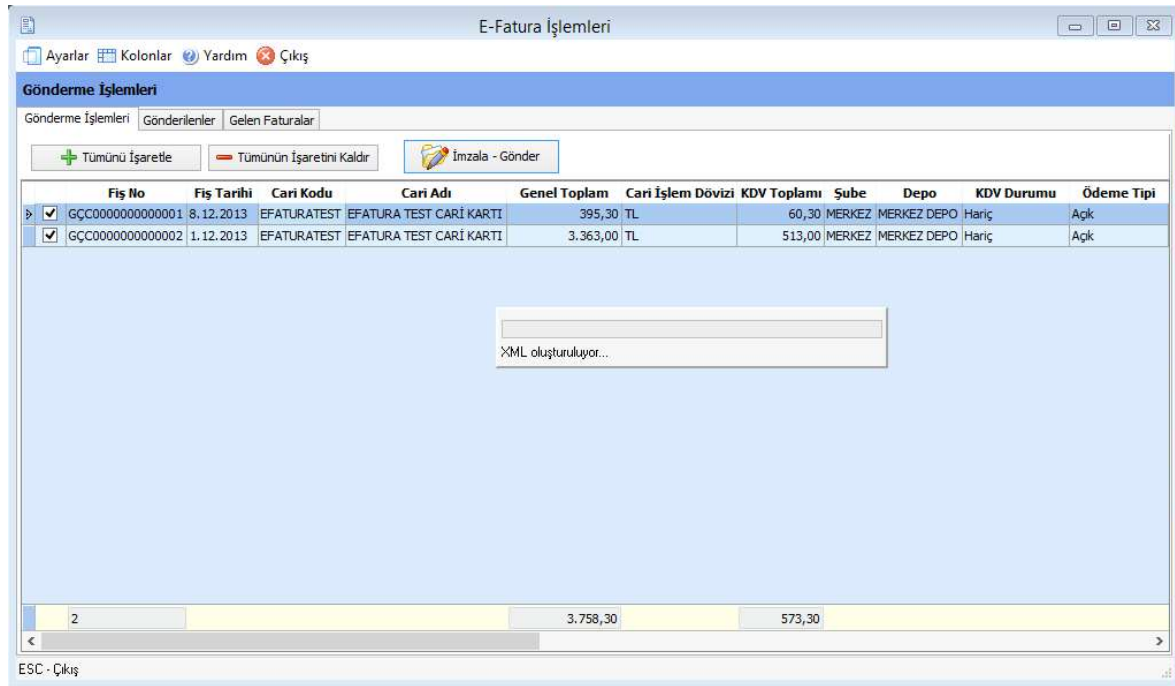 E-Fatura İşlemleri
Ayarlar Kolonlar Yardım Çıkış
Gönderme İşlemleri
Gönderme İşlemleri Gönderilenler Gelen Faturalar
Tümünü İşaretle Tümünün İşaretini Kaldır İmzala - Gönder
Fiş No Fiş Tarihi Cari Kodu Cari Adı Genel Toplam Cari İşlem Dövizi KDV Toplamı Şube Depo KDV Durumu Ödeme Tipi
GÇC0000000000001 8.12.2013 EFATURATEST EFATURA TEST CARİ KARTI 395,30 TL 60,30 MERKEZ MERKEZ DEPO Hariç Açık
GÇC0000000000002 1.12.2013 EFATURATEST EFATURA TEST CARİ KARTI 3.363,00 TL 513,00 MERKEZ MERKEZ DEPO Hariç Açık
XML oluşturuluyor...
2 3.758,30 573,30
ESC - Çıkış